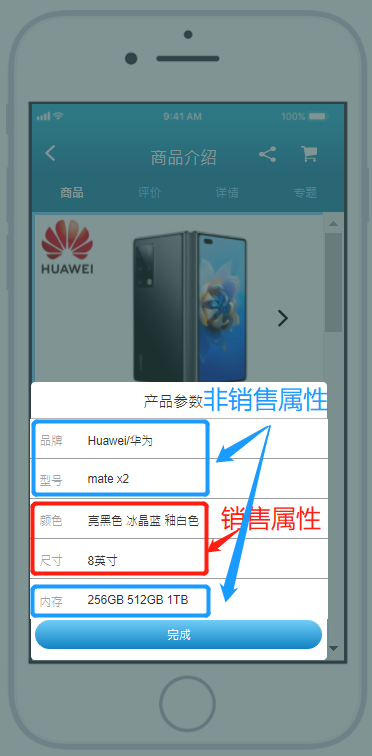 9:41 AM 100%
商品介绍
商品 评价 详情 专题
HUAWEI
产品参数
非销售属性
品牌 Huawei/华为
型号 mate x2
颜色 亮黑色 冰晶蓝 釉白色
销售属性
尺寸 8英寸
内存 256GB 512GB 1TB
完成